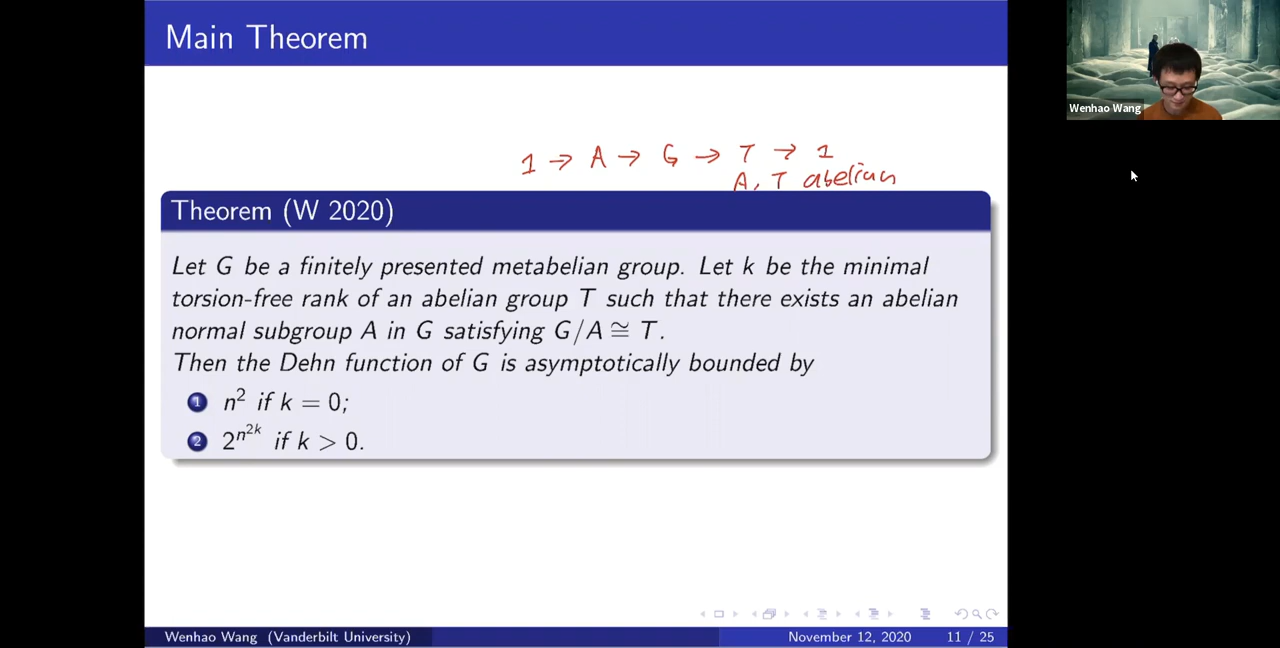 Main Theorem
Wenhao Wang
1 → A → G → T → 1
A, T abelian
Theorem (W 2020)
Let G be a finitely presented metabelian group. Let k be the minimal
torsion-free rank of an abelian group T such that there exists an abelian
normal subgroup A in G satisfying G/A ≅ T.
Then the Dehn function of G is asymptotically bounded by
1 n² if k = 0;
2 2^{n^{2k}} if k > 0.
Wenhao Wang (Vanderbilt University) November 12, 2020 11 / 25